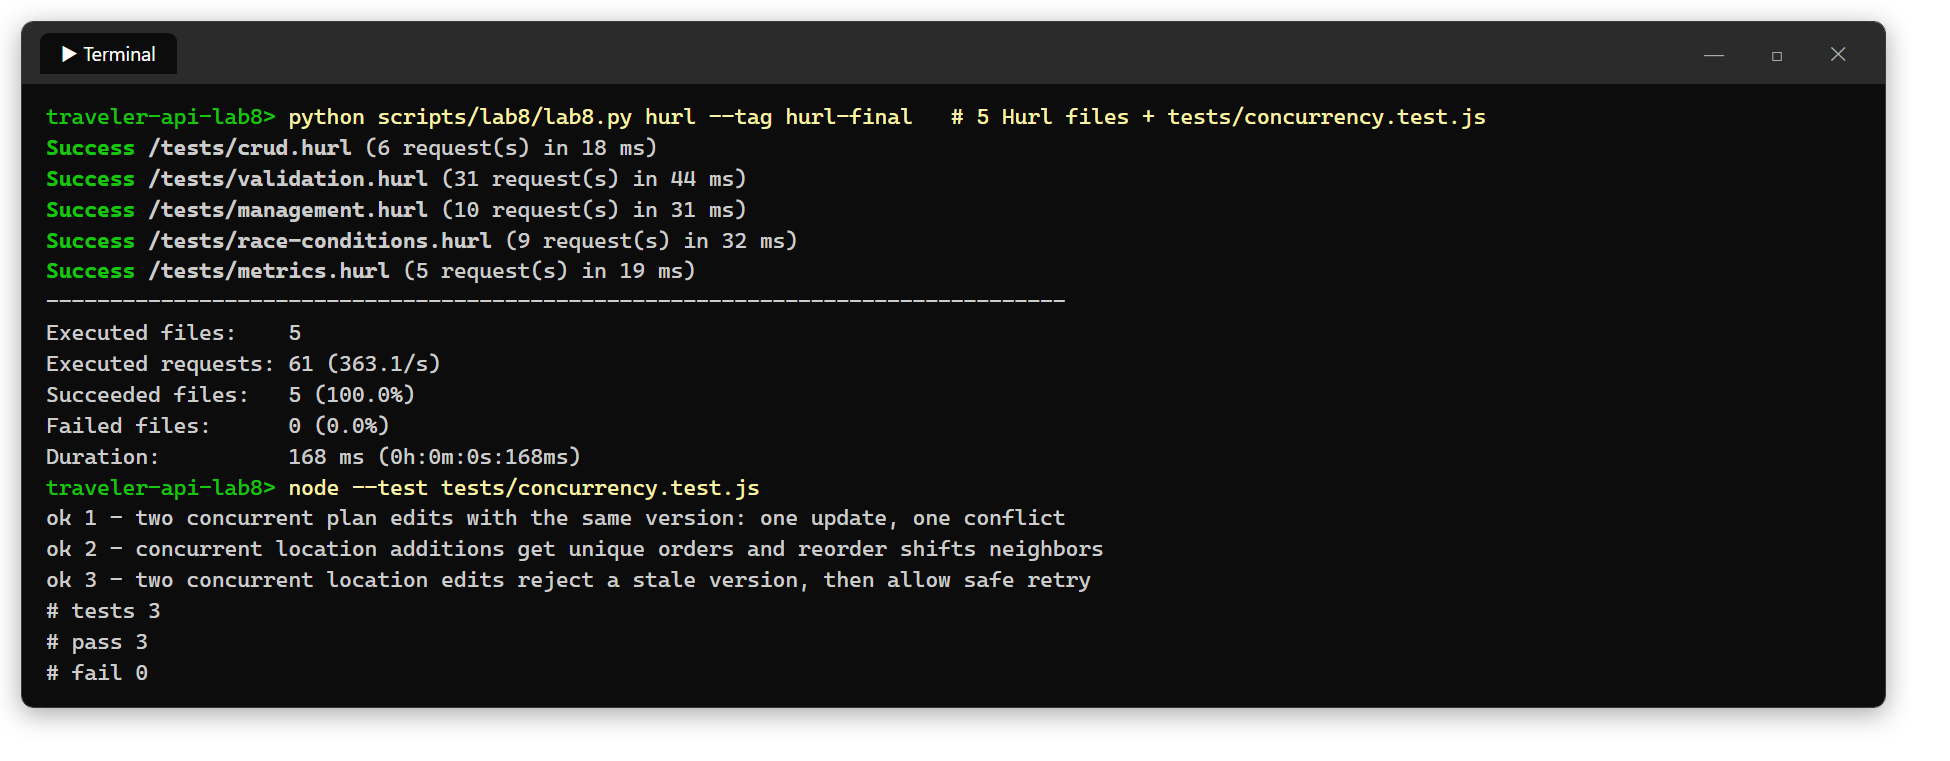 ▶ Terminal
traveler-api-lab8> python scripts/lab8/lab8.py hurl --tag hurl-final   # 5 Hurl files + tests/concurrency.test.js
Success /tests/crud.hurl (6 request(s) in 18 ms)
Success /tests/validation.hurl (31 request(s) in 44 ms)
Success /tests/management.hurl (10 request(s) in 31 ms)
Success /tests/race-conditions.hurl (9 request(s) in 32 ms)
Success /tests/metrics.hurl (5 request(s) in 19 ms)
--------------------------------------------------------------------------------
Executed files:    5
Executed requests: 61 (363.1/s)
Succeeded files:   5 (100.0%)
Failed files:      0 (0.0%)
Duration:          168 ms (0h:0m:0s:168ms)
traveler-api-lab8> node --test tests/concurrency.test.js
ok 1 - two concurrent plan edits with the same version: one update, one conflict
ok 2 - concurrent location additions get unique orders and reorder shifts neighbors
ok 3 - two concurrent location edits reject a stale version, then allow safe retry
# tests 3
# pass 3
# fail 0